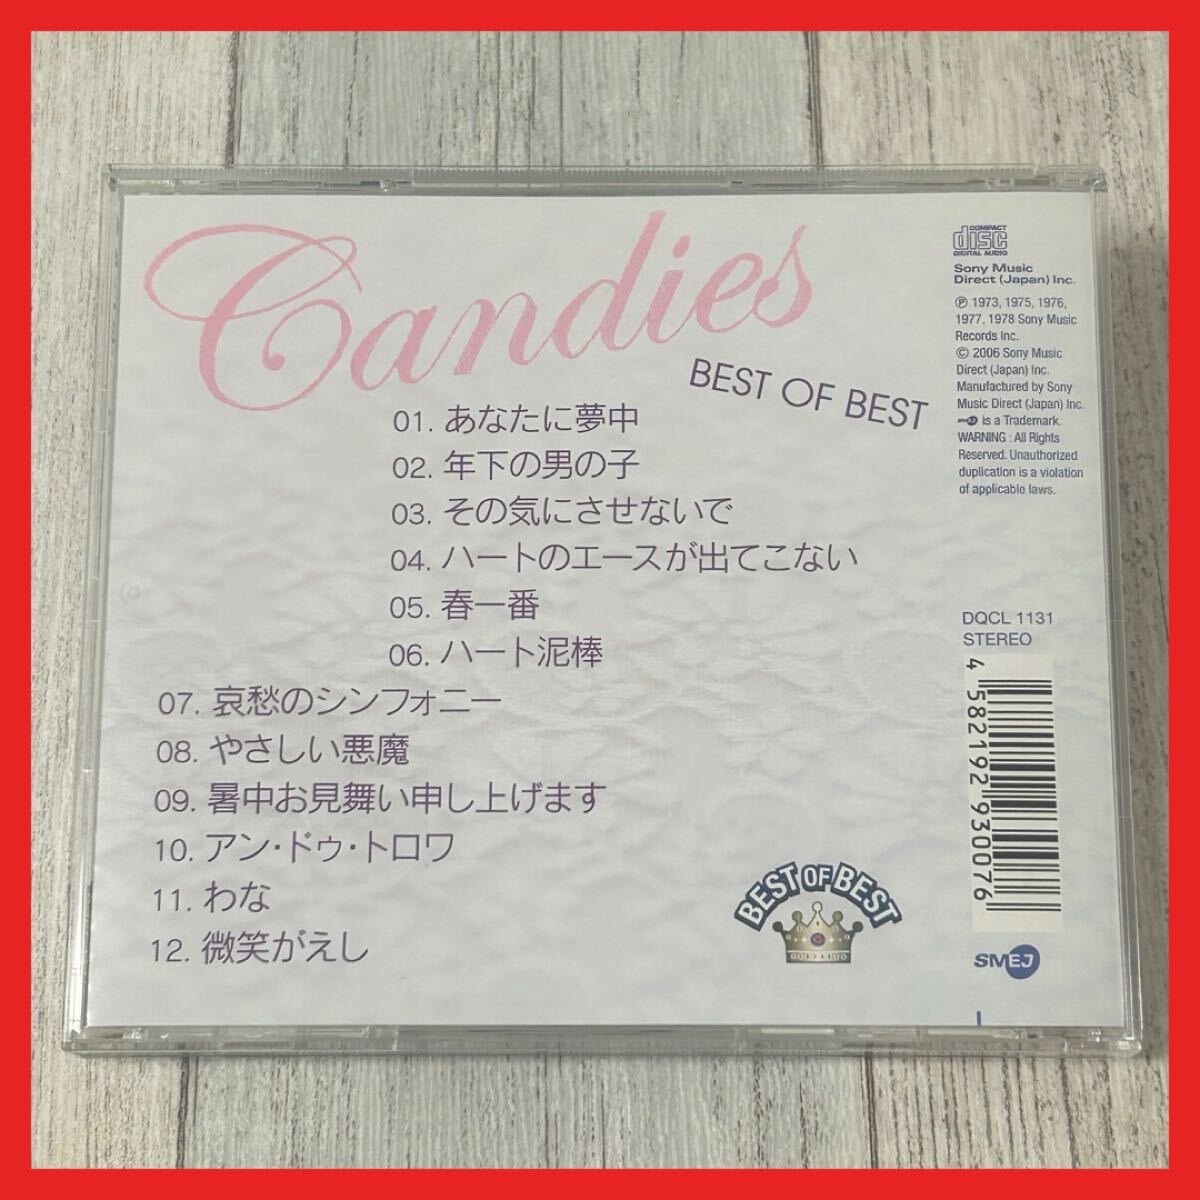 Candies
BEST OF BEST
01. あなたに夢中
02. 年下の男の子
03. その気にさせないで
04. ハートのエースが出てこない
05. 春一番
06. ハート泥棒
07. 哀愁のシンフォニー
08. やさしい悪魔
09. 暑中お見舞い申し上げます
10. アン・ドゥ・トロワ
11. わな
12. 微笑がえし
COMPACT
disc
DIGITAL AUDIO
Sony Music
Direct (Japan) Inc.
℗ 1973, 1975, 1976,
1977, 1978 Sony Music
Records Inc.
© 2006 Sony Music
Direct (Japan) Inc.
Manufactured by Sony
Music Direct (Japan) Inc.
SMEJ is a Trademark.
WARNING : All Rights
Reserved. Unauthorized
duplication is a violation
of applicable laws.
DQCL 1131
STEREO
4 582192 930076
BEST OF BEST
SMEJ